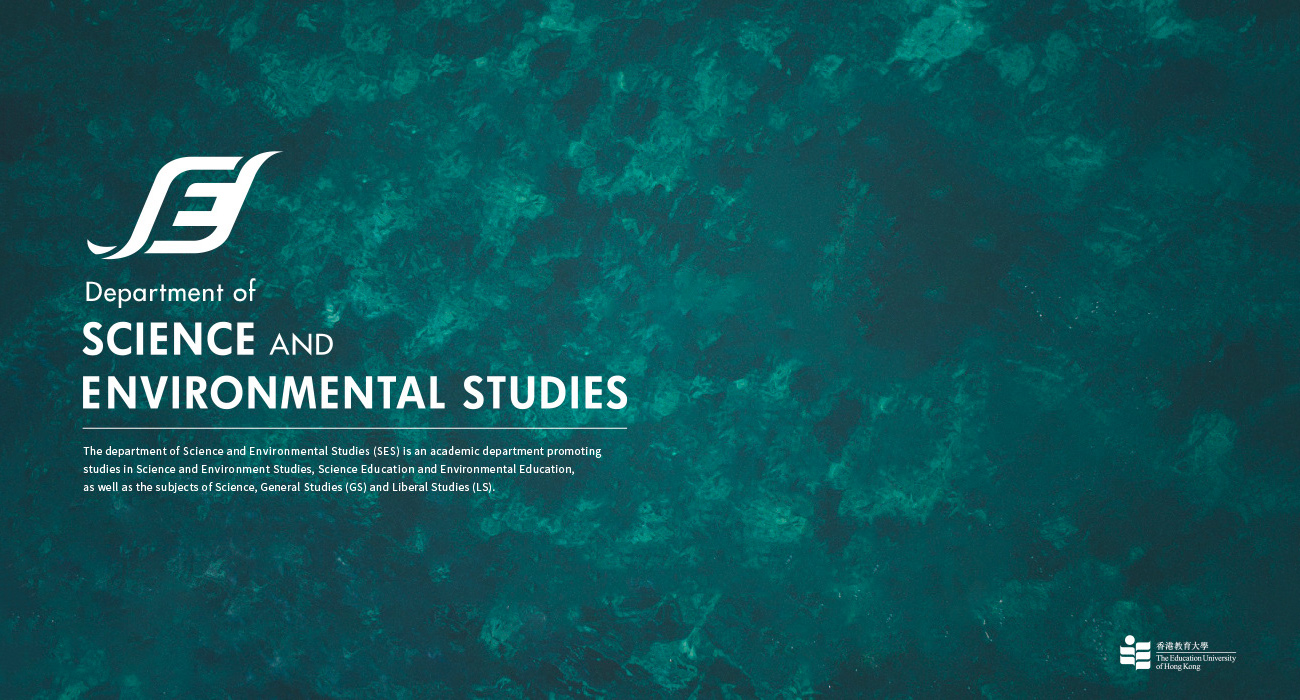 Department of
SCIENCE AND
ENVIRONMENTAL STUDIES
The department of Science and Environmental Studies (SES) is an academic department promoting
studies in Science and Environment Studies, Science Education and Environmental Education,
as well as the subjects of Science, General Studies (GS) and Liberal Studies (LS).
香港教育大學
The Education University
of Hong Kong